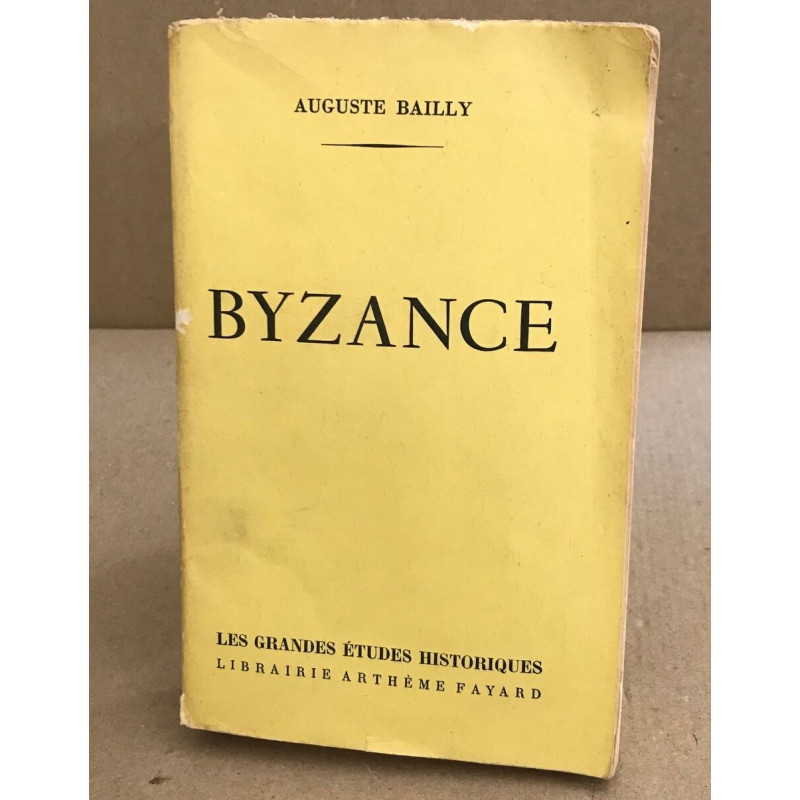 AUGUSTE BAILLY
BYZANCE
LES GRANDES ÉTUDES HISTORIQUES
LIBRAIRIE ARTHÈME FAYARD